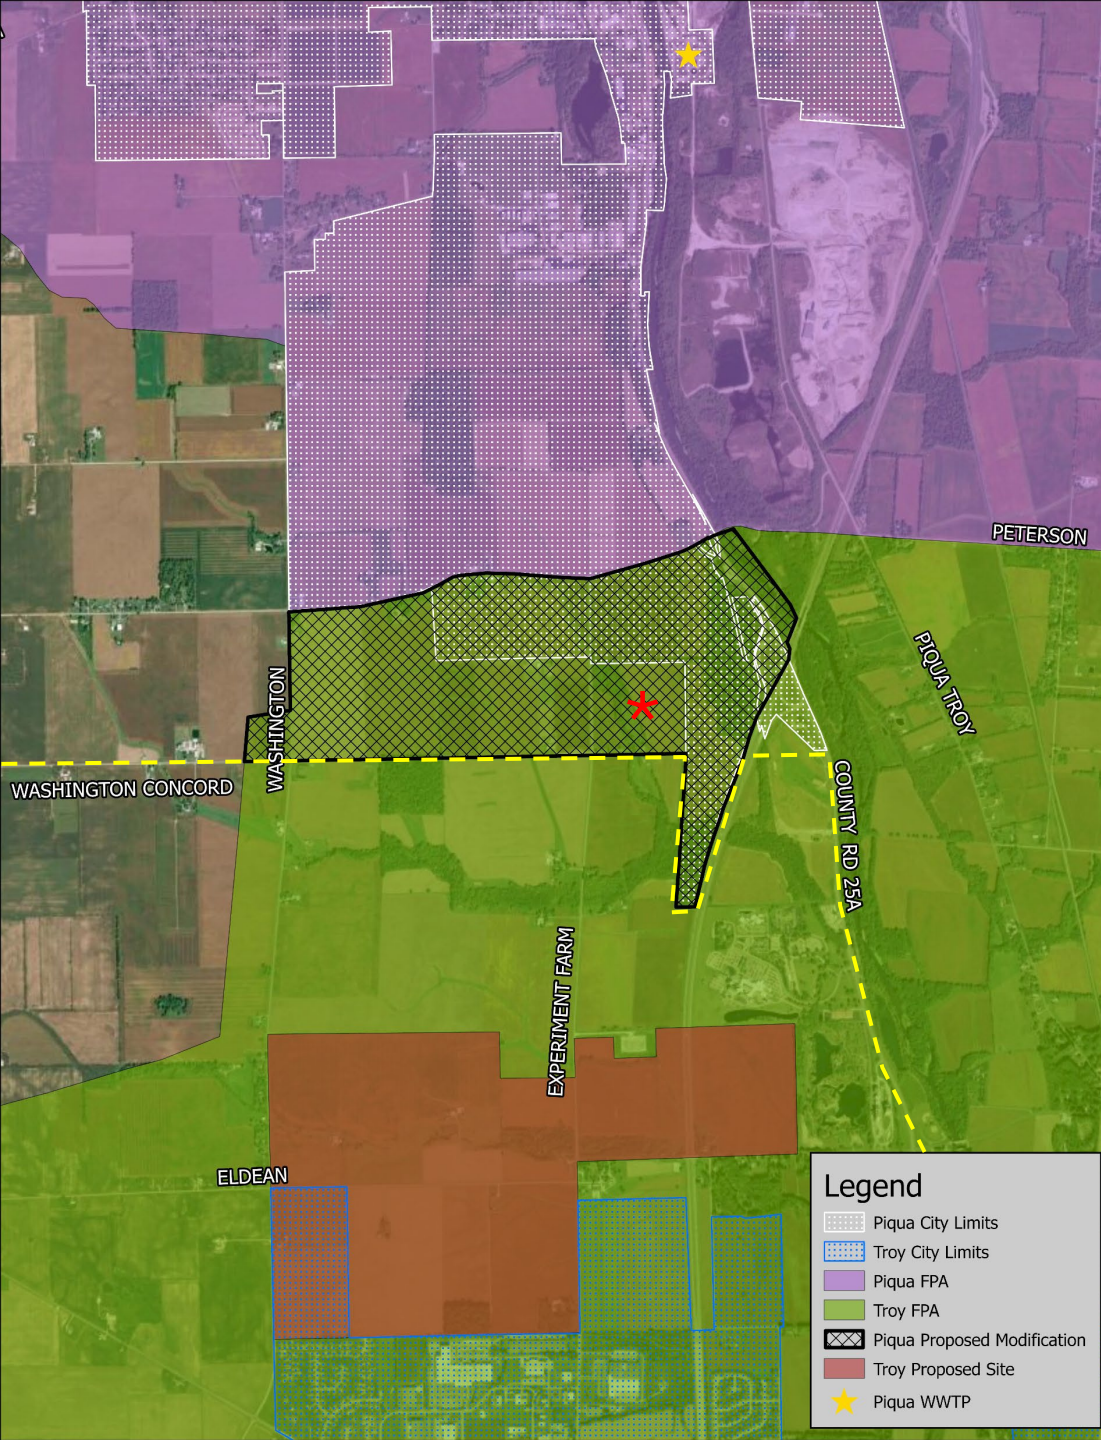 PETERSON
PIQUA TROY
WASHINGTON
WASHINGTON CONCORD
COUNTY RD 25A
EXPERIMENT FARM
ELDEAN
Legend
Piqua City Limits
Troy City Limits
Piqua FPA
Troy FPA
Piqua Proposed Modification
Troy Proposed Site
Piqua WWTP